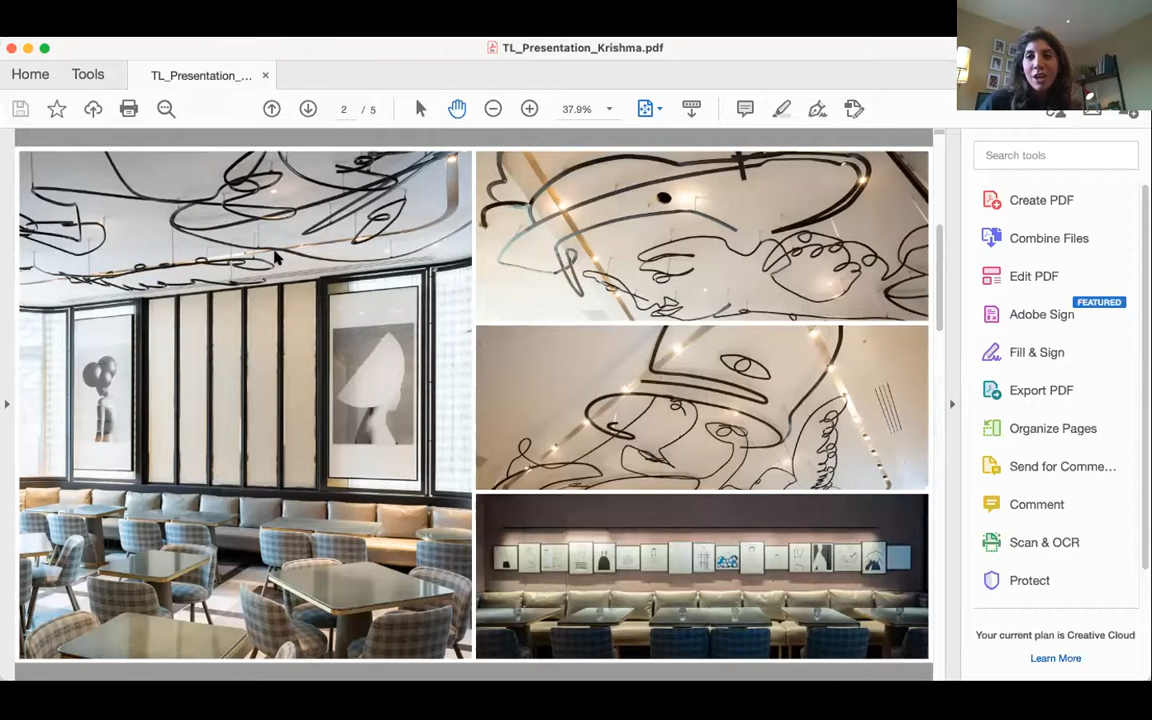 TL_Presentation_Krishma.pdf
Home
Tools
TL_Presentation_...
2 / 5
37.9%
Search tools
Create PDF
Combine Files
Edit PDF
FEATURED
Adobe Sign
Fill & Sign
Export PDF
Organize Pages
Send for Comme...
Comment
Scan & OCR
Protect
Your current plan is Creative Cloud
Learn More